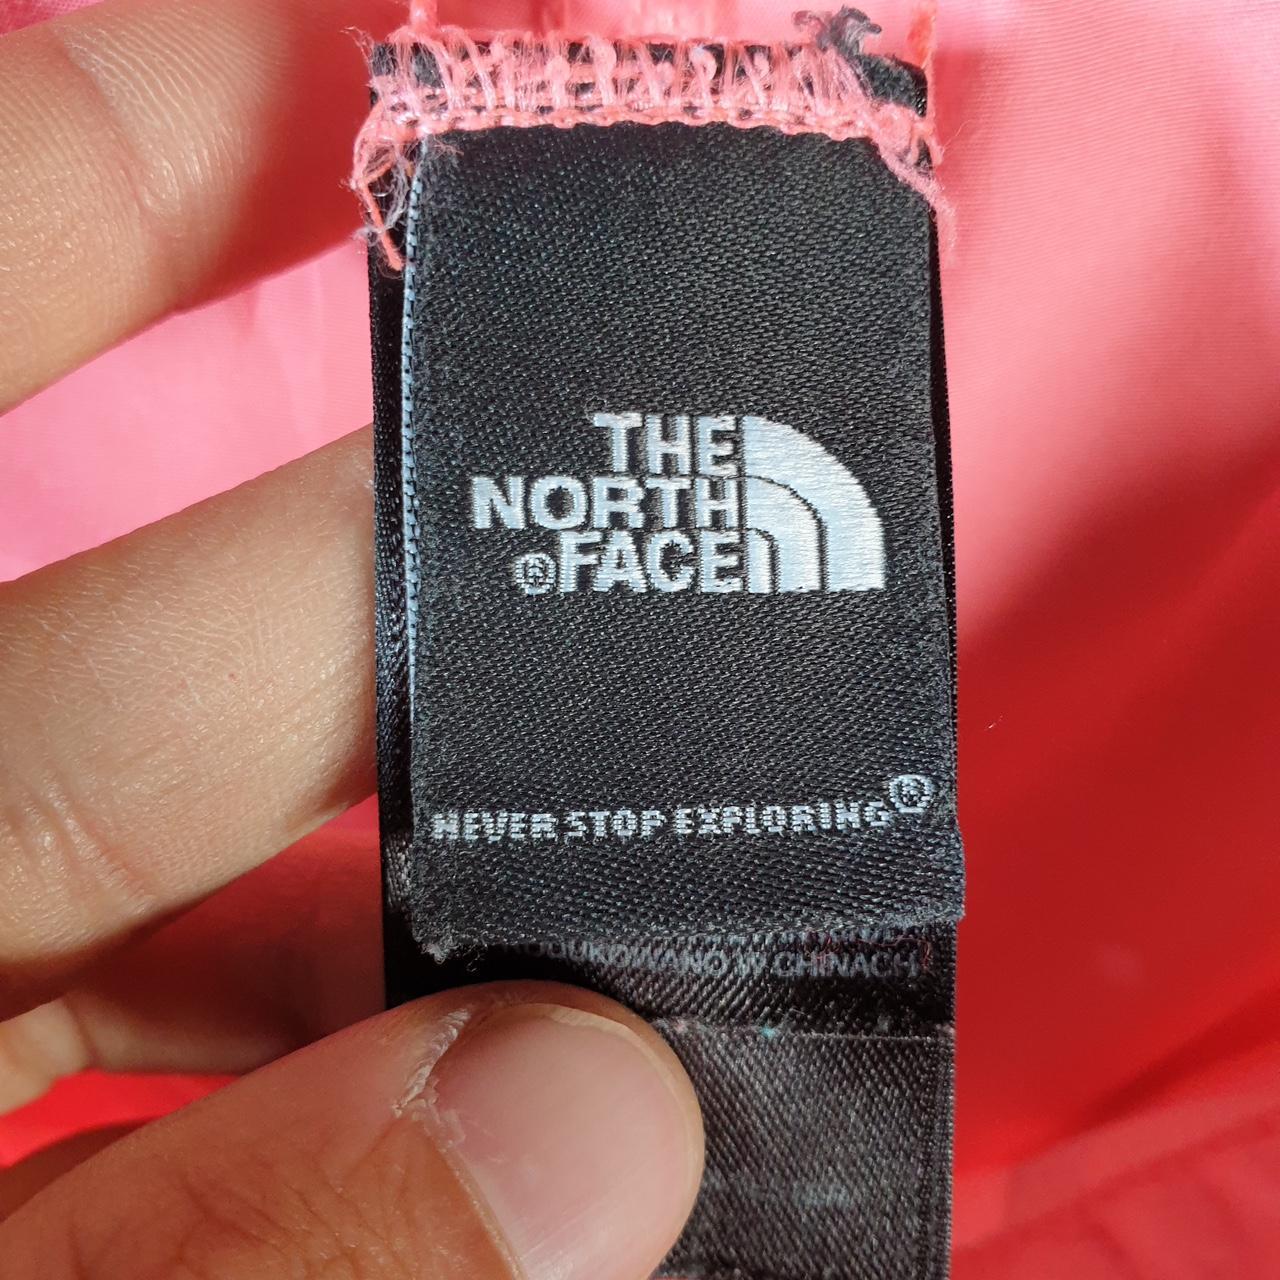 THE
NORTH
®FACE
NEVER STOP EXPLORING®